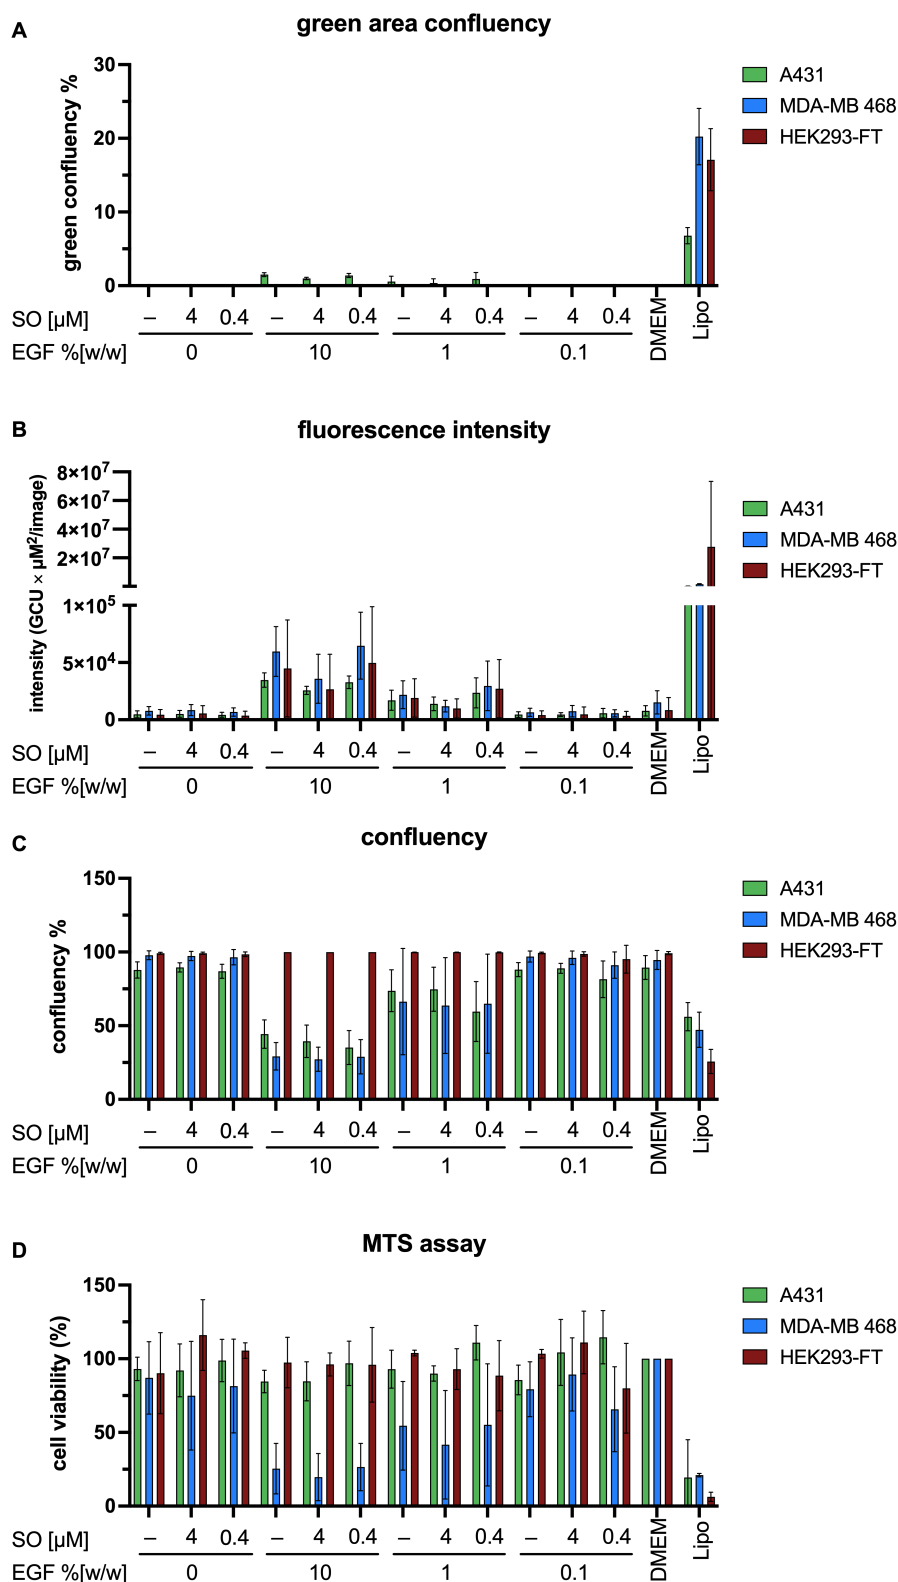 A
green area confluency
green confluency %
30
20
10
0
A431
MDA-MB 468
HEK293-FT
SO [µM] – 4 0.4 – 4 0.4 – 4 0.4 – 4 0.4 DMEM Lipo
EGF %[w/w] 0 10 1 0.1
B
fluorescence intensity
intensity (GCU × µM²/image)
8×10⁷
6×10⁷
4×10⁷
2×10⁷
1×10⁵
5×10⁴
0
A431
MDA-MB 468
HEK293-FT
SO [µM] – 4 0.4 – 4 0.4 – 4 0.4 – 4 0.4 DMEM Lipo
EGF %[w/w] 0 10 1 0.1
C
confluency
confluency %
150
100
50
0
A431
MDA-MB 468
HEK293-FT
SO [µM] – 4 0.4 – 4 0.4 – 4 0.4 – 4 0.4 DMEM Lipo
EGF %[w/w] 0 10 1 0.1
D
MTS assay
cell viability (%)
150
100
50
0
A431
MDA-MB 468
HEK293-FT
SO [µM] – 4 0.4 – 4 0.4 – 4 0.4 – 4 0.4 DMEM Lipo
EGF %[w/w] 0 10 1 0.1